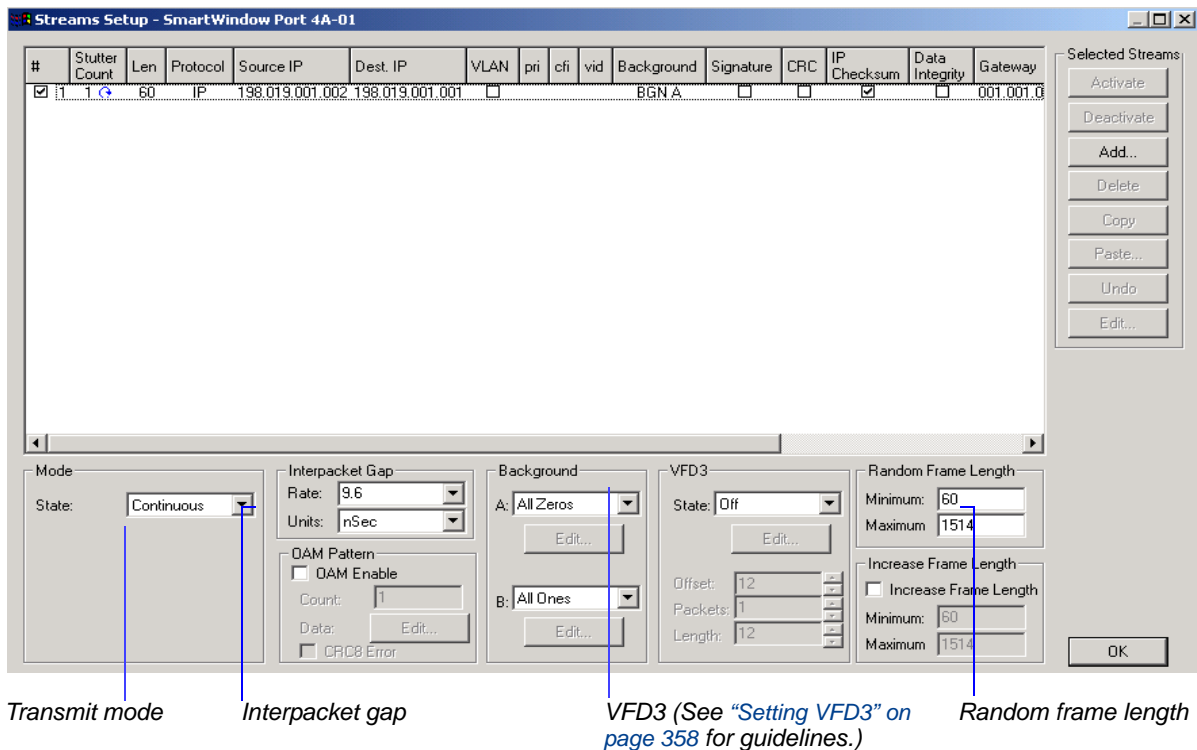 Streams Setup - SmartWindow Port 4A-01
# Stutter Count Len Protocol Source IP Dest. IP VLAN pri cfi vid Background Signature CRC IP Checksum Data Integrity Gateway
1 1 60 IP 198.019.001.002 198.019.001.001 BGN A 001.001.0
Selected Streams
Activate
Deactivate
Add...
Delete
Copy
Paste...
Undo
Edit...
Mode
State: Continuous
Interpacket Gap
Rate: 9.6
Units: nSec
OAM Pattern
OAM Enable
Count: 1
Data: Edit...
CRC8 Error
Background
A: All Zeros
Edit...
B: All Ones
Edit...
VFD3
State: Off
Edit...
Offset: 12
Packets: 1
Length: 12
Random Frame Length
Minimum: 60
Maximum 1514
Increase Frame Length
Increase Frame Length
Minimum: 60
Maximum 1514
OK
Transmit mode
Interpacket gap
VFD3 (See “Setting VFD3” on
page 358 for guidelines.)
Random frame length